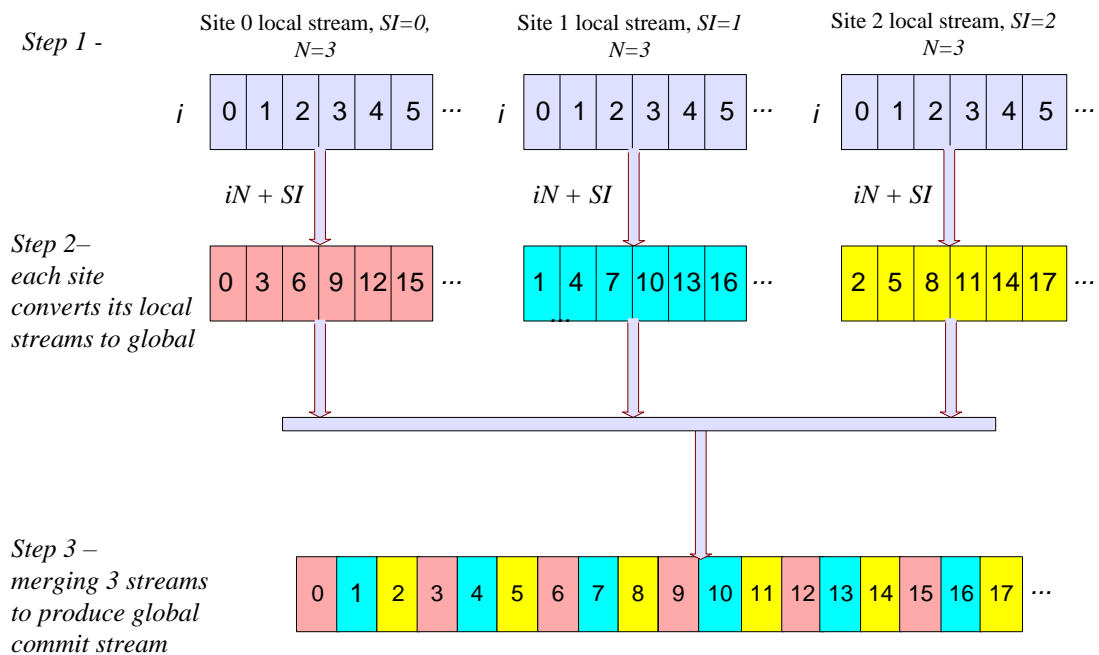 Step 1 -
Site 0 local stream, SI=0,
N=3
Site 1 local stream, SI=1
N=3
Site 2 local stream, SI=2
N=3
i 0 1 2 3 4 5 ...
i 0 1 2 3 4 5 ...
i 0 1 2 3 4 5 ...
iN + SI
iN + SI
iN + SI
Step 2–
each site
converts its local
streams to global
0 3 6 9 12 15 ...
1 4 7 10 13 16 ...
...
2 5 8 11 14 17 ...
Step 3 –
merging 3 streams
to produce global
commit stream
0 1 2 3 4 5 6 7 8 9 10 11 12 13 14 15 16 17 ...